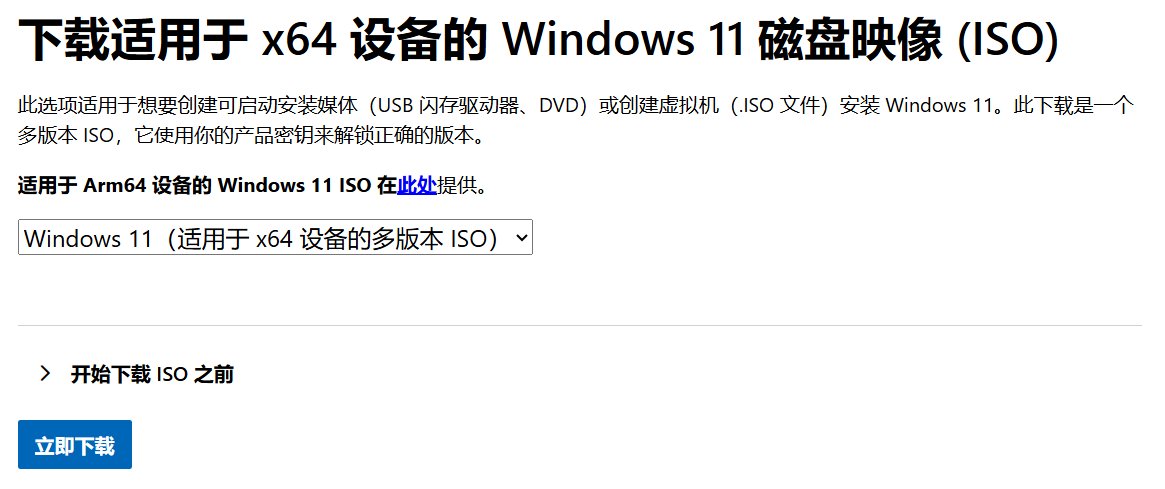 下载适用于 x64 设备的 Windows 11 磁盘映像 (ISO)
此选项适用于想要创建可启动安装媒体（USB 闪存驱动器、DVD）或创建虚拟机（.ISO 文件）安装 Windows 11。此下载是一个
多版本 ISO，它使用你的产品密钥来解锁正确的版本。
适用于 Arm64 设备的 Windows 11 ISO 在此处提供。
Windows 11（适用于 x64 设备的多版本 ISO）
开始下载 ISO 之前
立即下载